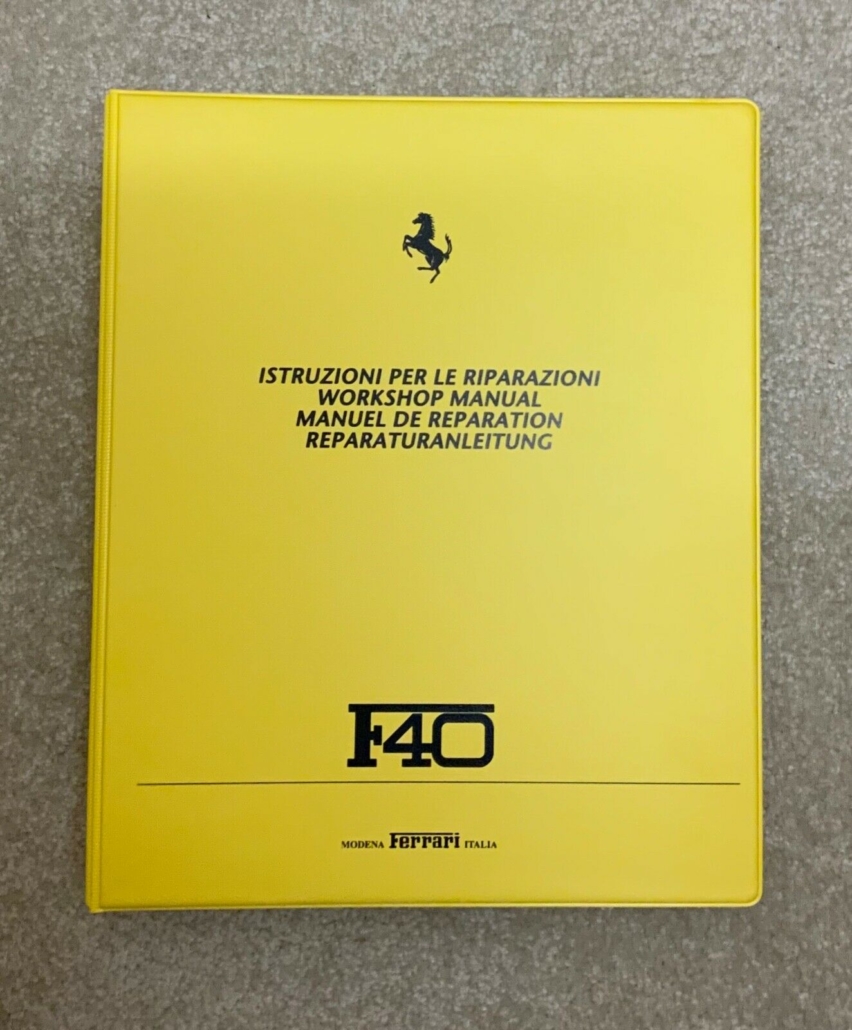 ISTRUZIONI PER LE RIPARAZIONI
WORKSHOP MANUAL
MANUEL DE REPARATION
REPARATURANLEITUNG
F40
MODENA Ferrari ITALIA